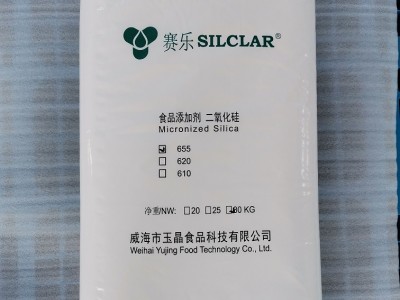 赛乐 SILCLAR®
食品添加剂 二氧化硅
Micronized Silica
655
620
610
净重/NW: 20 25 30 KG
威海市玉晶食品科技有限公司
Weihai Yujing Food Technology Co., Ltd.